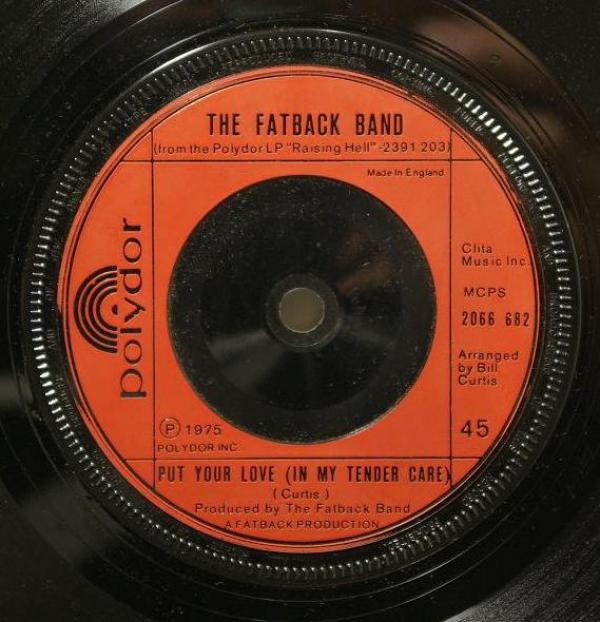 THE FATBACK BAND
(from the Polydor LP "Raising Hell" -2391 203)
Made In England
polydor
Clita
Music Inc.
MCPS
2066 682
Arranged
by Bill
Curtis
Ⓟ 1975
POLYDOR INC.
45
PUT YOUR LOVE (IN MY TENDER CARE)
(Curtis)
Produced by The Fatback Band
A FATBACK PRODUCTION